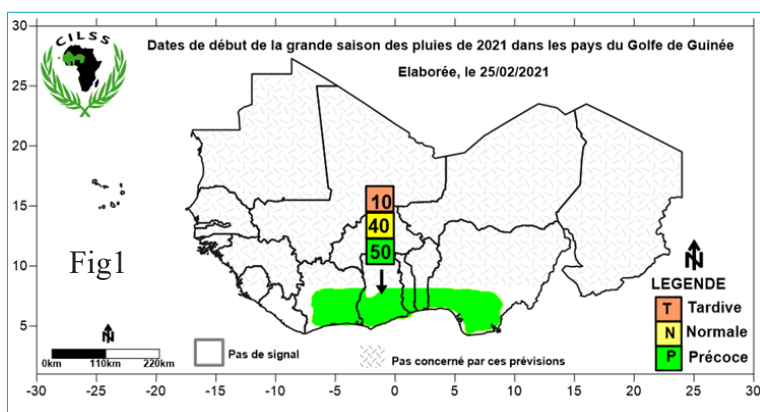 CILSS
Dates de début de la grande saison des pluies de 2021 dans les pays du Golfe de Guinée
Elaborée, le 25/02/2021
30
25
20
15
10
5
10
40
50
Fig1
N
N
LEGENDE
T Tardive
N Normale
P Précoce
0km 110km 220km
Pas de signal
Pas concerné par ces prévisions
-30 -25 -20 -15 -10 -5 0 5 10 15 20 25 30